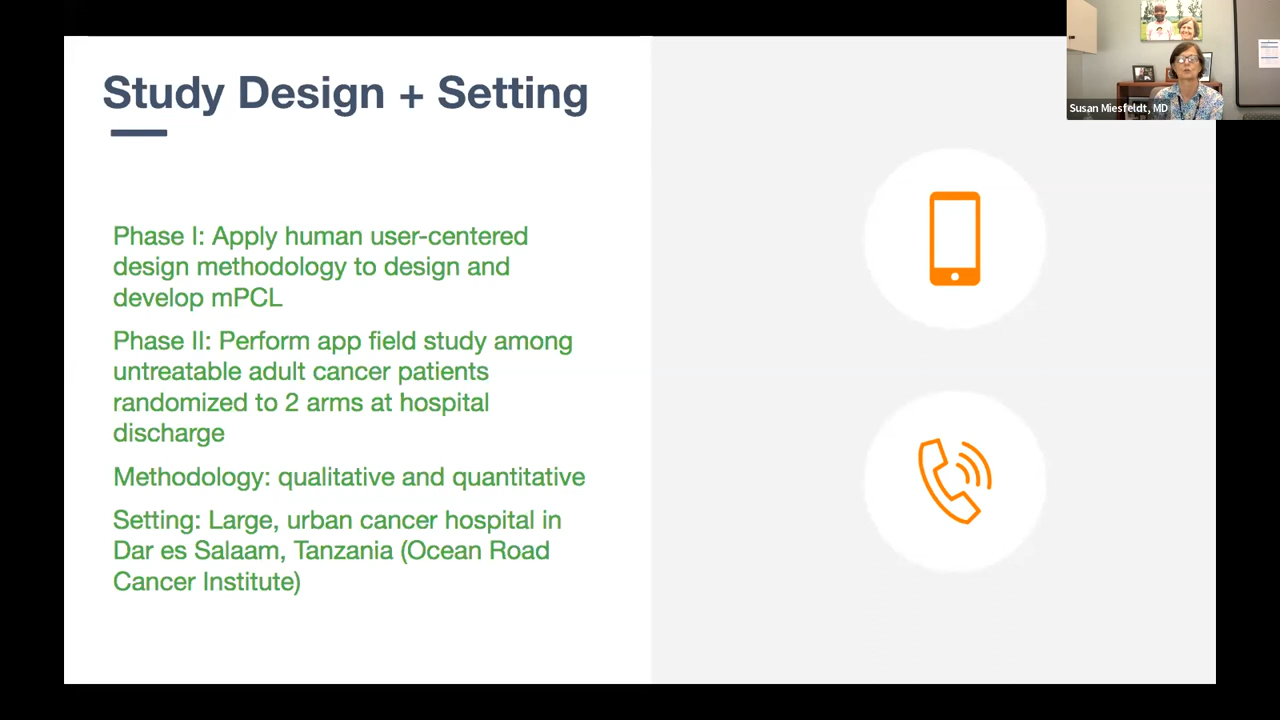 Study Design + Setting
Phase I: Apply human user-centered
design methodology to design and
develop mPCL
Phase II: Perform app field study among
untreatable adult cancer patients
randomized to 2 arms at hospital
discharge
Methodology: qualitative and quantitative
Setting: Large, urban cancer hospital in
Dar es Salaam, Tanzania (Ocean Road
Cancer Institute)
Susan Miesfeldt, MD